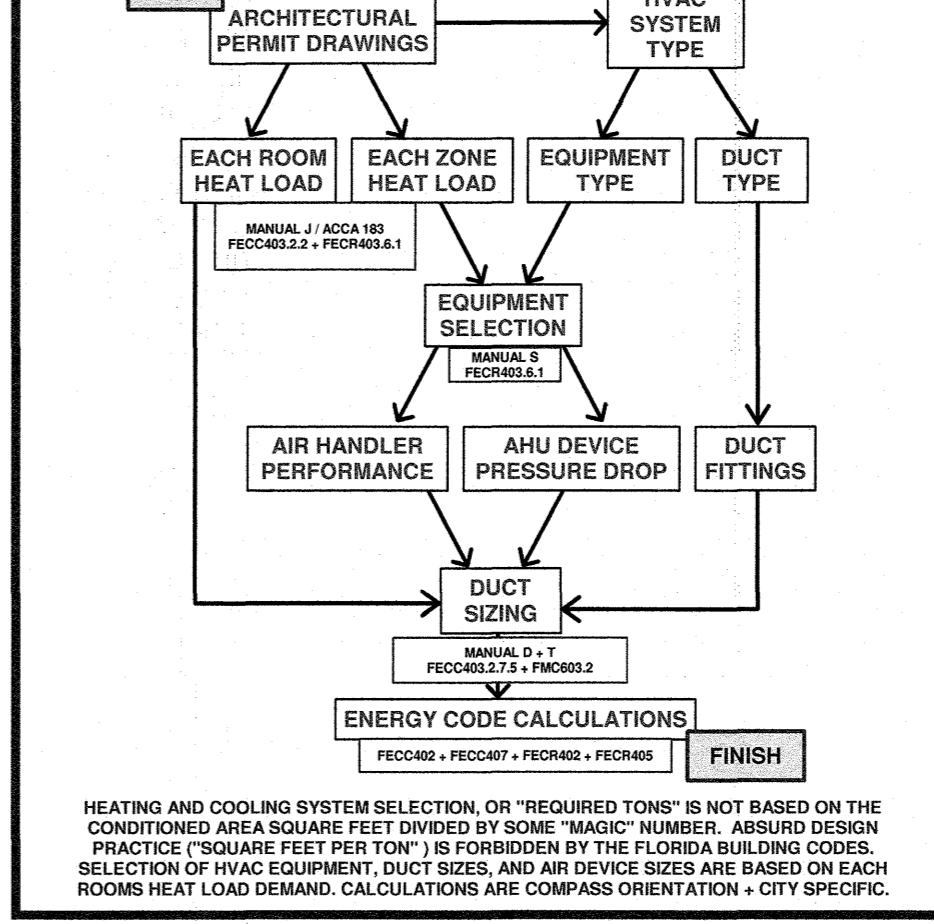 ARCHITECTURAL
PERMIT DRAWINGS
HVAC
SYSTEM
TYPE
EACH ROOM
HEAT LOAD
EACH ZONE
HEAT LOAD
EQUIPMENT
TYPE
DUCT
TYPE
MANUAL J / ACCA 183
FECC403.2.2 + FECR403.6.1
EQUIPMENT
SELECTION
MANUAL S
FECR403.6.1
AIR HANDLER
PERFORMANCE
AHU DEVICE
PRESSURE DROP
DUCT
FITTINGS
DUCT
SIZING
MANUAL D + T
FECC403.2.7.5 + FMC603.2
ENERGY CODE CALCULATIONS
FECC402 + FECC407 + FECR402 + FECR405
FINISH
HEATING AND COOLING SYSTEM SELECTION, OR "REQUIRED TONS" IS NOT BASED ON THE
CONDITIONED AREA SQUARE FEET DIVIDED BY SOME "MAGIC" NUMBER. ABSURD DESIGN
PRACTICE ("SQUARE FEET PER TON" ) IS FORBIDDEN BY THE FLORIDA BUILDING CODES.
SELECTION OF HVAC EQUIPMENT, DUCT SIZES, AND AIR DEVICE SIZES ARE BASED ON EACH
ROOMS HEAT LOAD DEMAND. CALCULATIONS ARE COMPASS ORIENTATION + CITY SPECIFIC.